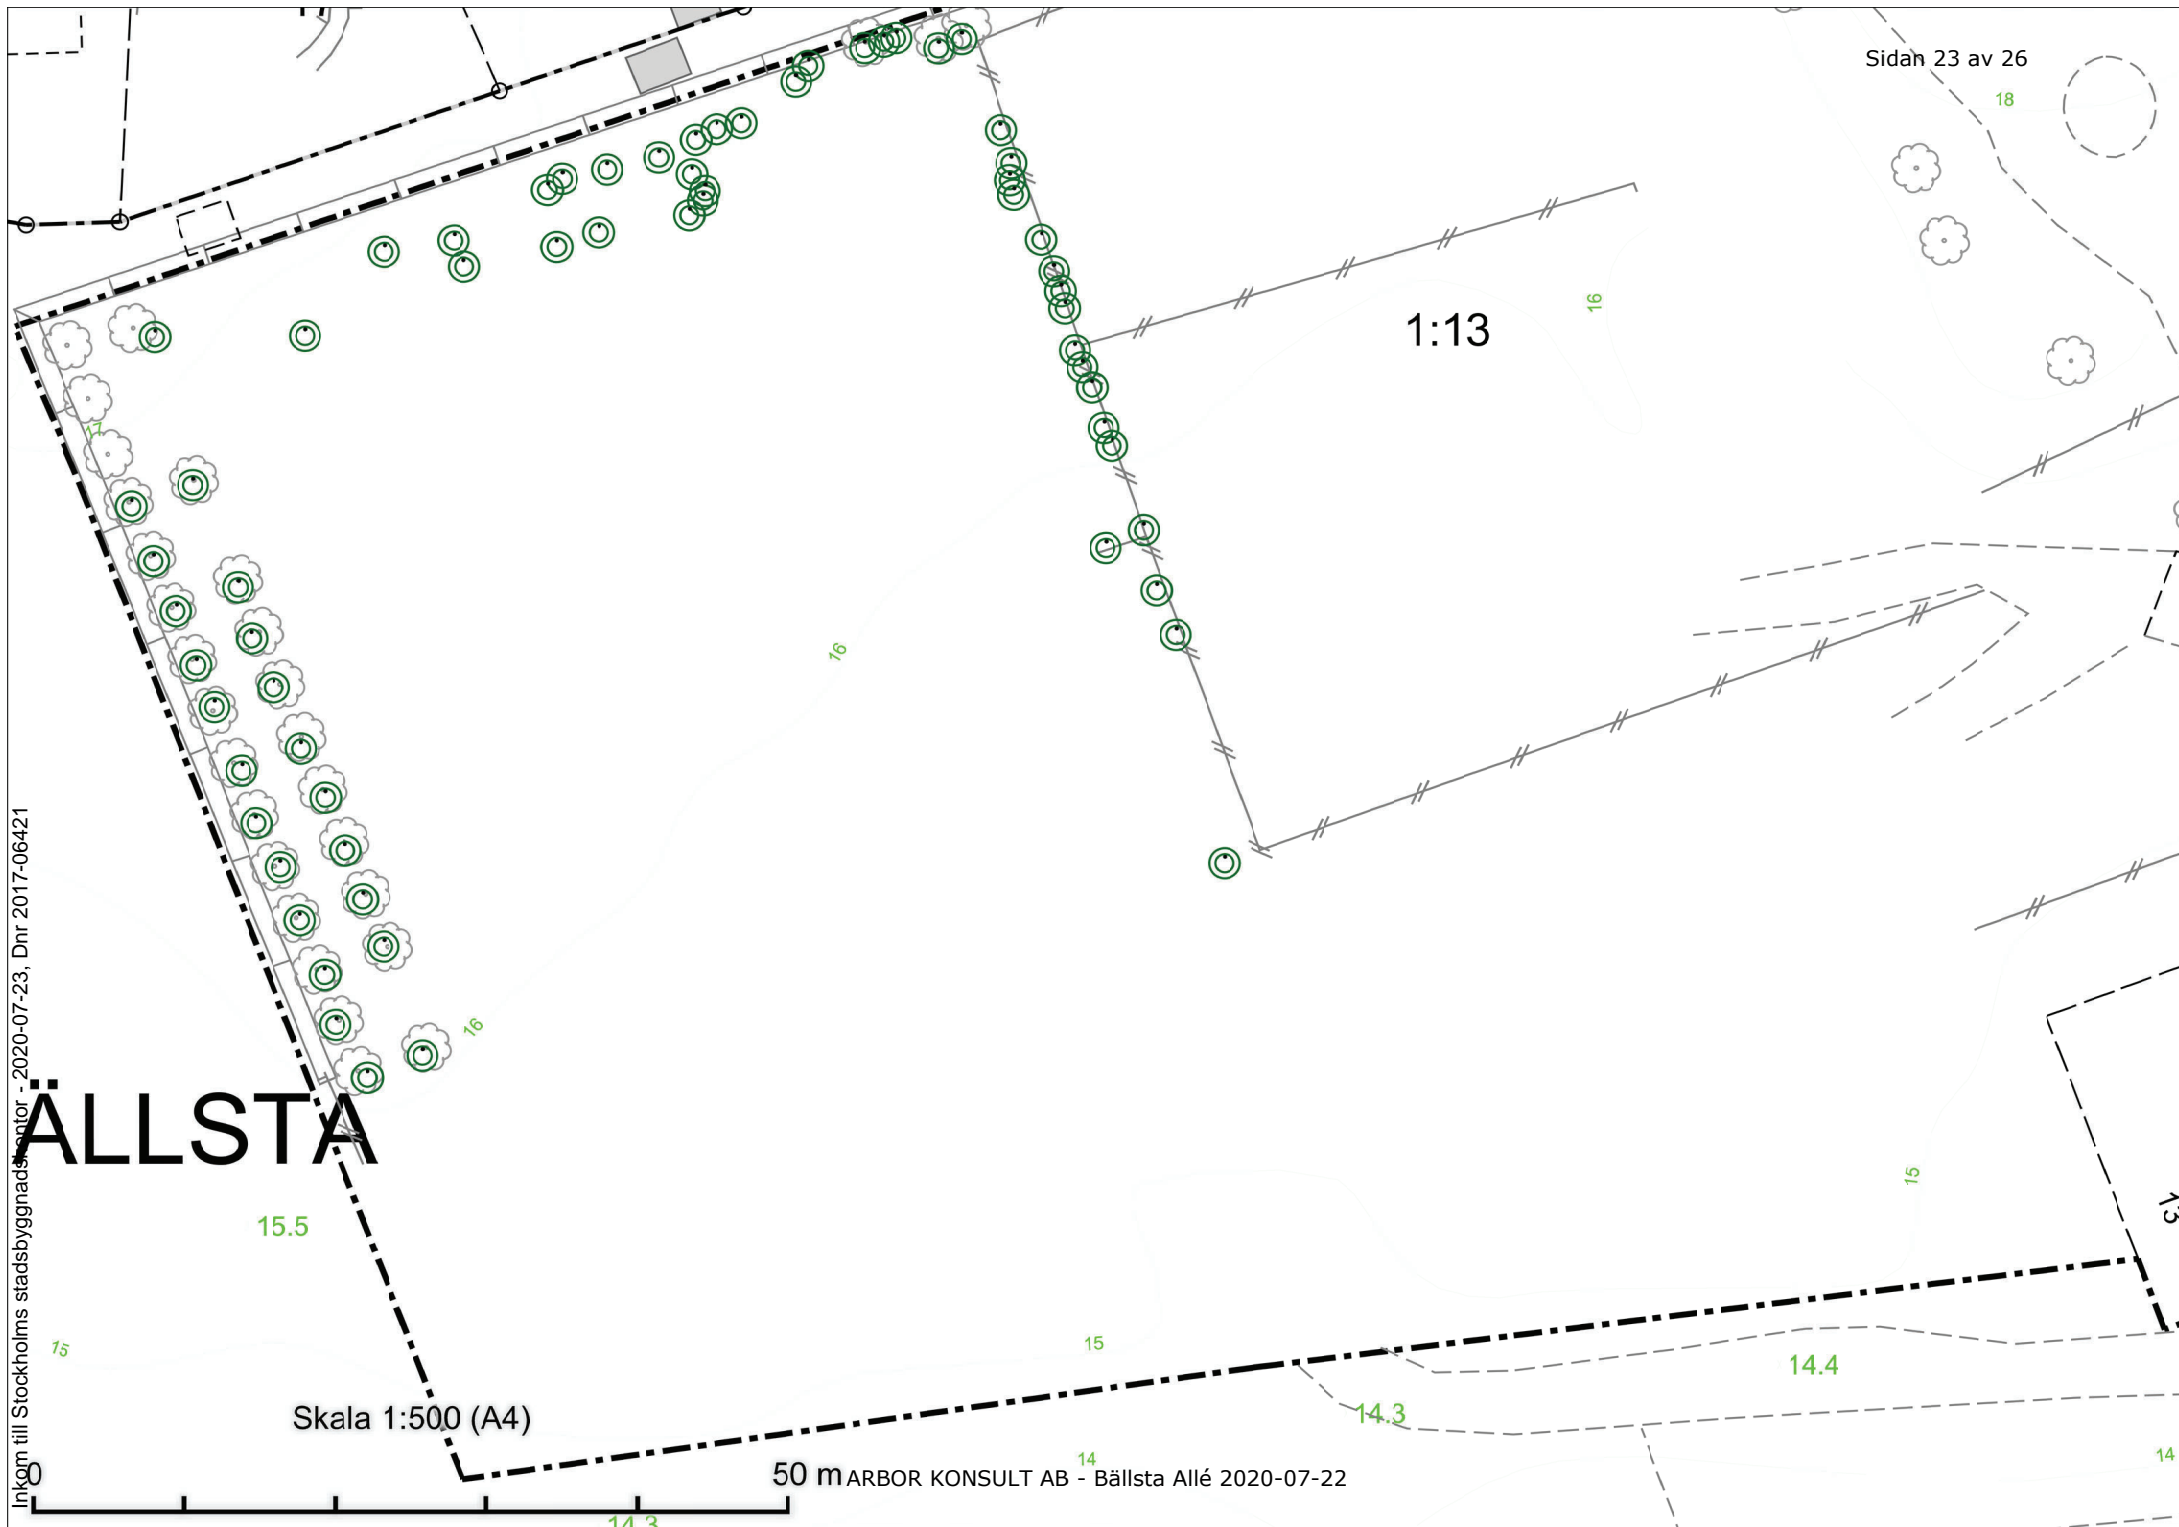 Sidan 23 av 26
18
16
1:13
17
16
16
Inkom till Stockholms stadsbyggnadskontor - 2020-07-23, Dnr 2017-06421
ÄLLSTA
15
13
15.5
15
15
14.4
14.3
Skala 1:500 (A4)
14
14
0
50 m
ARBOR KONSULT AB - Bällsta Allé 2020-07-22
14.3